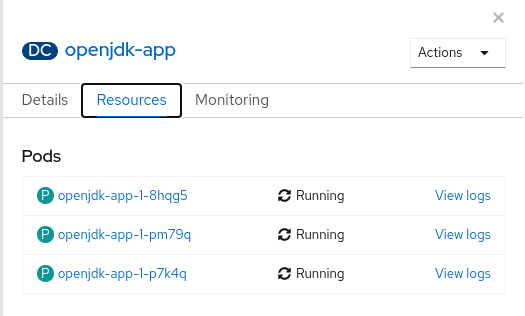 ×
DC openjdk-app
Actions
Details Resources Monitoring
Pods
P openjdk-app-1-8hqg5 Running View logs
P openjdk-app-1-pm79q Running View logs
P openjdk-app-1-p7k4q Running View logs